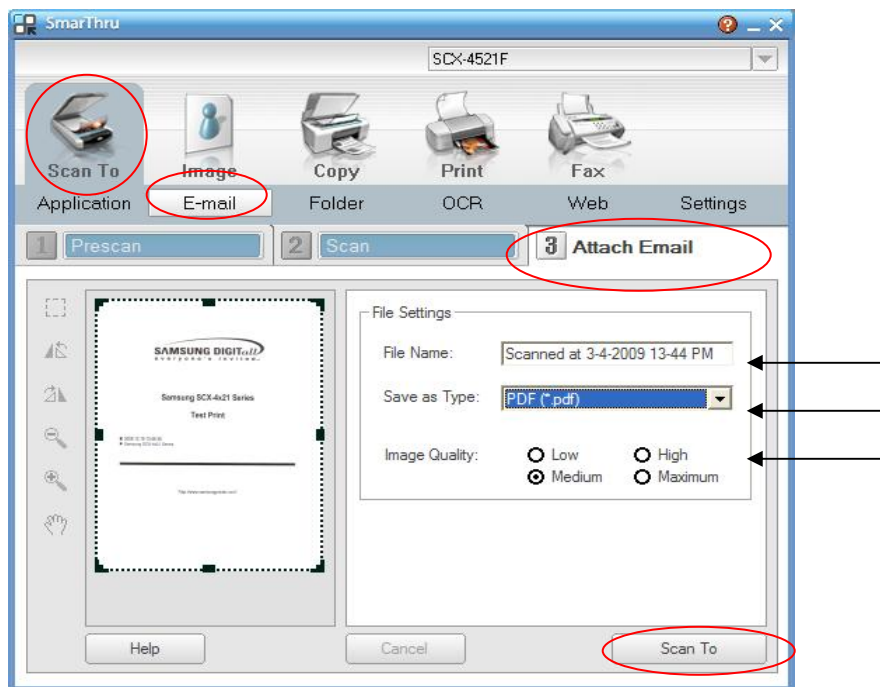 SmarThru
SCX-4521F
Scan To Image Copy Print Fax
Application E-mail Folder OCR Web Settings
1 Prescan 2 Scan 3 Attach Email
SAMSUNG DIGITall
everyone's invited
Samsung SCX-4x21 Series
Test Print
File Settings
File Name: Scanned at 3-4-2009 13-44 PM
Save as Type: PDF (*.pdf)
Image Quality: Low High
Medium Maximum
Help Cancel Scan To